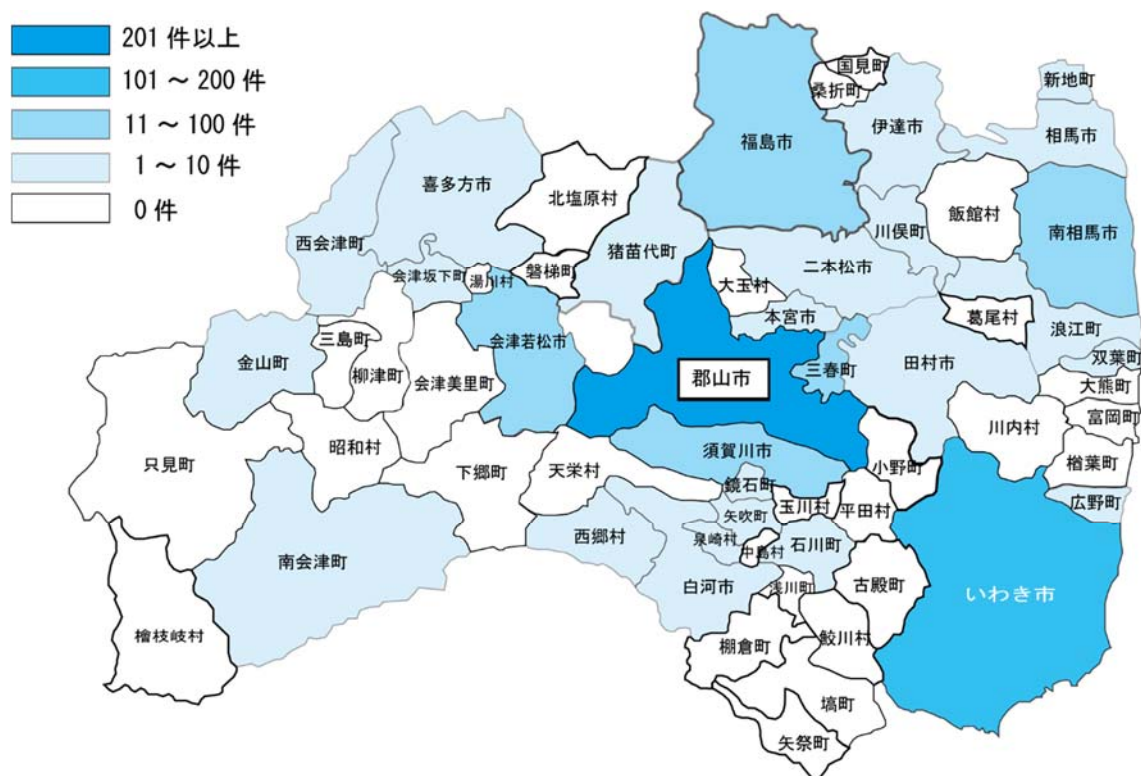 201 件以上
101 ～ 200 件
11 ～ 100 件
1 ～ 10 件
0 件
国見町
桑折町
新地町
伊達市
相馬市
福島市
喜多方市
北塩原村
飯館村
川俣町
南相馬市
西会津町
猪苗代町
会津坂下町
湯川村
磐梯町
二本松市
大玉村
本宮市
葛尾村
浪江町
双葉町
三島町
会津若松市
金山町
柳津町
会津美里町
郡山市
三春町
田村市
大熊町
富岡町
川内村
楢葉町
只見町
昭和村
下郷町
天栄村
須賀川市
小野町
鏡石町
玉川村
平田村
広野町
矢吹町
西郷村
泉崎村
中島村
石川町
南会津町
白河市
浅川町
古殿町
いわき市
檜枝岐村
棚倉町
鮫川村
塙町
矢祭町